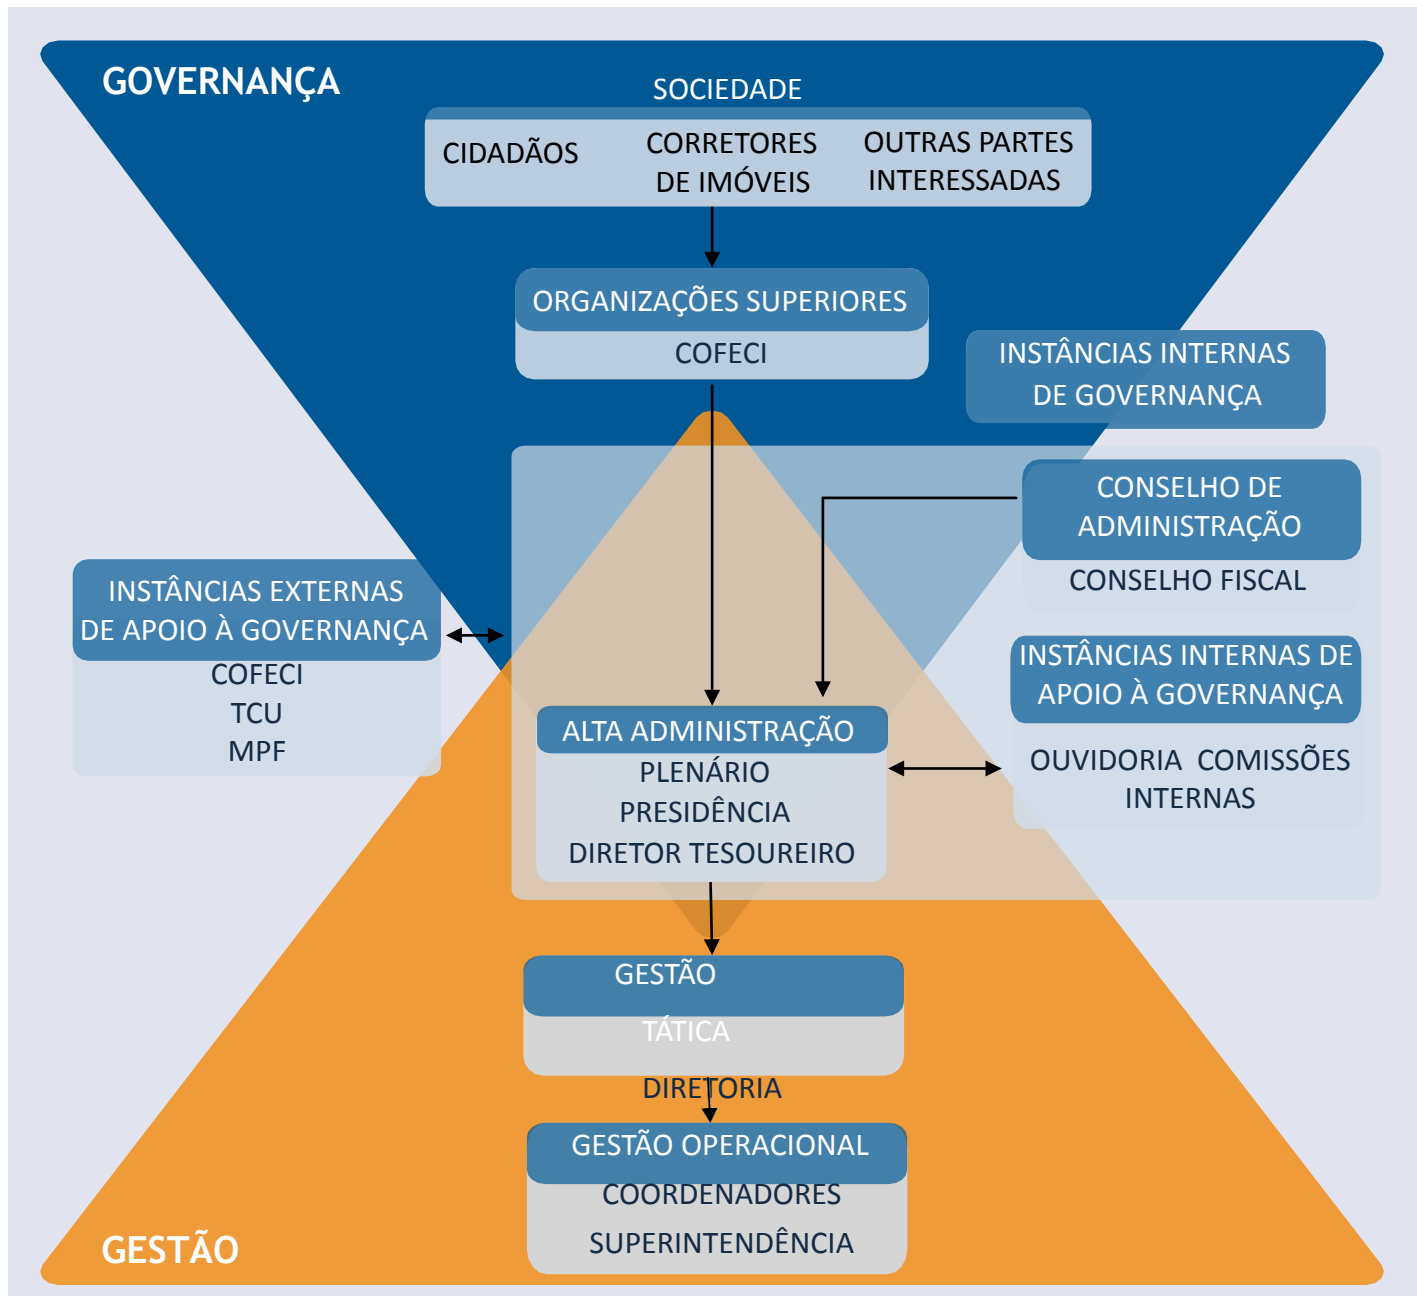 GOVERNANÇA
SOCIEDADE
CIDADÃOS
CORRETORES
DE IMÓVEIS
OUTRAS PARTES
INTERESSADAS
ORGANIZAÇÕES SUPERIORES
COFECI
INSTÂNCIAS INTERNAS
DE GOVERNANÇA
CONSELHO DE
ADMINISTRAÇÃO
CONSELHO FISCAL
INSTÂNCIAS EXTERNAS
DE APOIO À GOVERNANÇA
COFECI
TCU
MPF
INSTÂNCIAS INTERNAS DE
APOIO À GOVERNANÇA
OUVIDORIA COMISSÕES
INTERNAS
ALTA ADMINISTRAÇÃO
PLENÁRIO
PRESIDÊNCIA
DIRETOR TESOUREIRO
GESTÃO
TÁTICA
DIRETORIA
GESTÃO OPERACIONAL
COORDENADORES
SUPERINTENDÊNCIA
GESTÃO